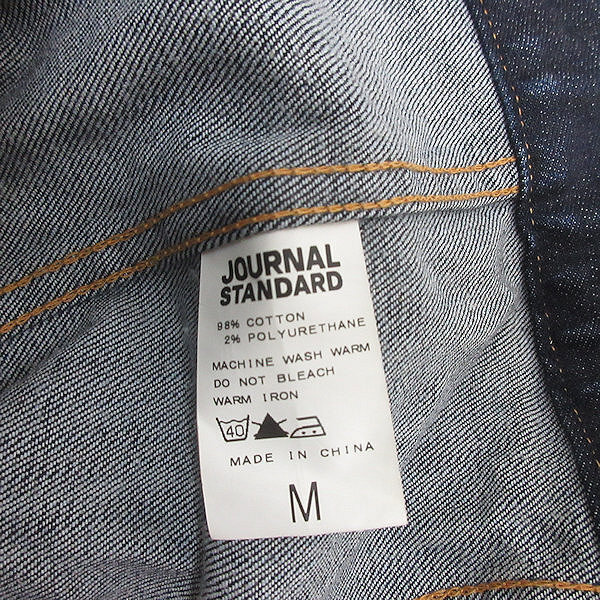 JOURNAL
STANDARD
98% COTTON
2% POLYURETHANE
MACHINE WASH WARM
DO NOT BLEACH
WARM IRON
40
MADE IN CHINA
M